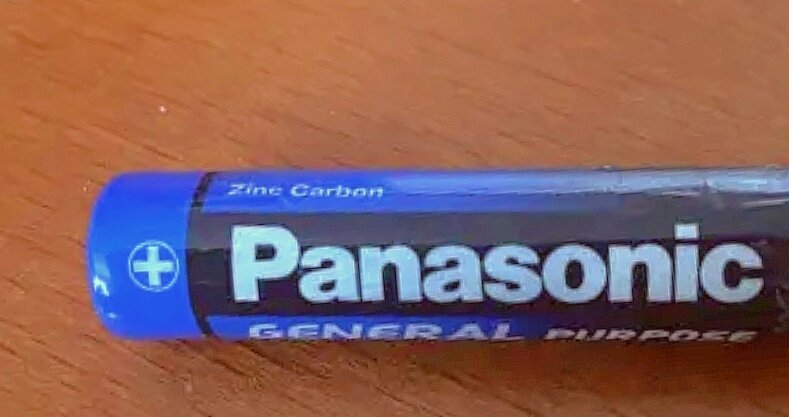 Zinc Carbon
+
Panasonic
GENERAL PURPOSE